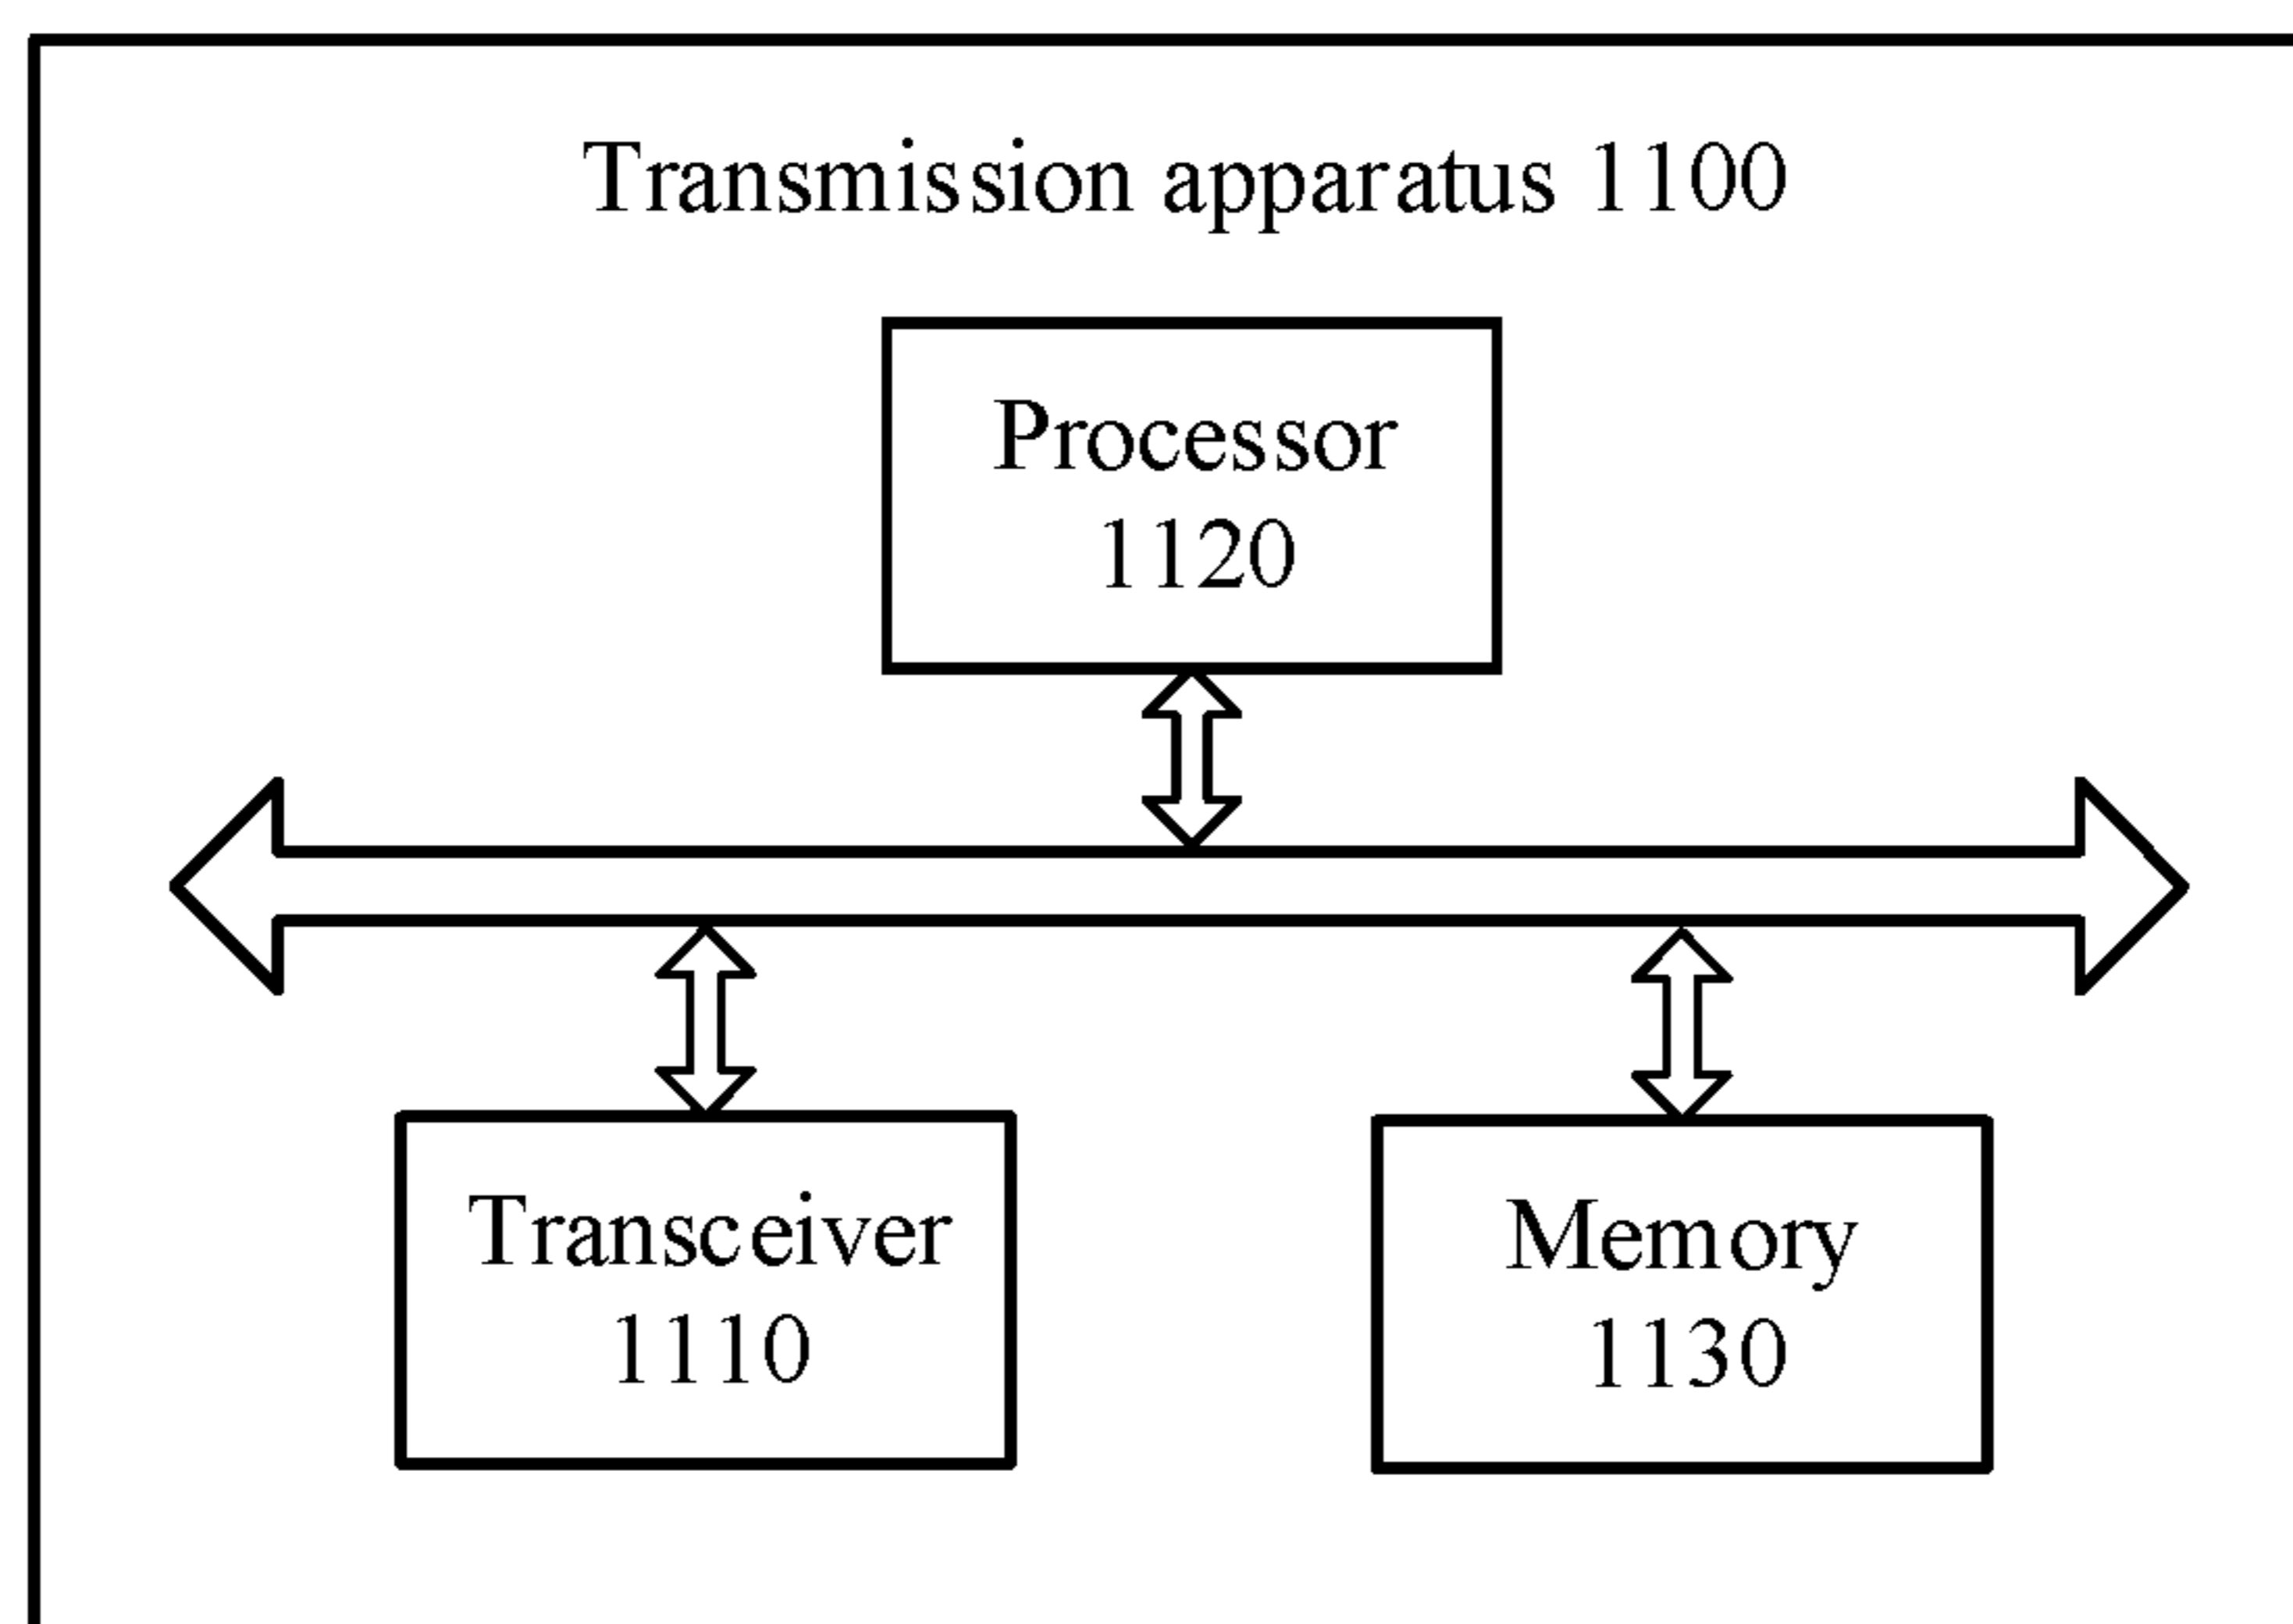 Transmission apparatus 1100
Processor
1120
Transceiver
1110
Memory
1130